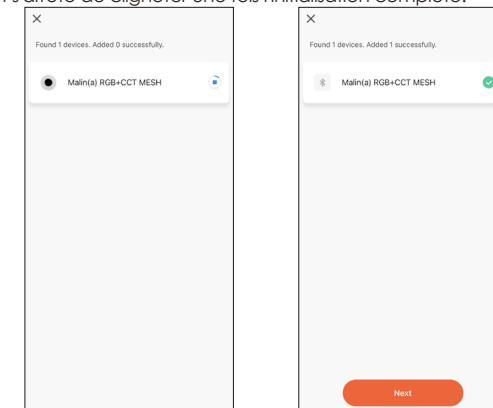 s'arrête de clignoter une fois l'initialisation complète.
Found 1 devices. Added 0 successfully.
Malin(a) RGB+CCT MESH
Found 1 devices. Added 1 successfully.
Malin(a) RGB+CCT MESH
Next